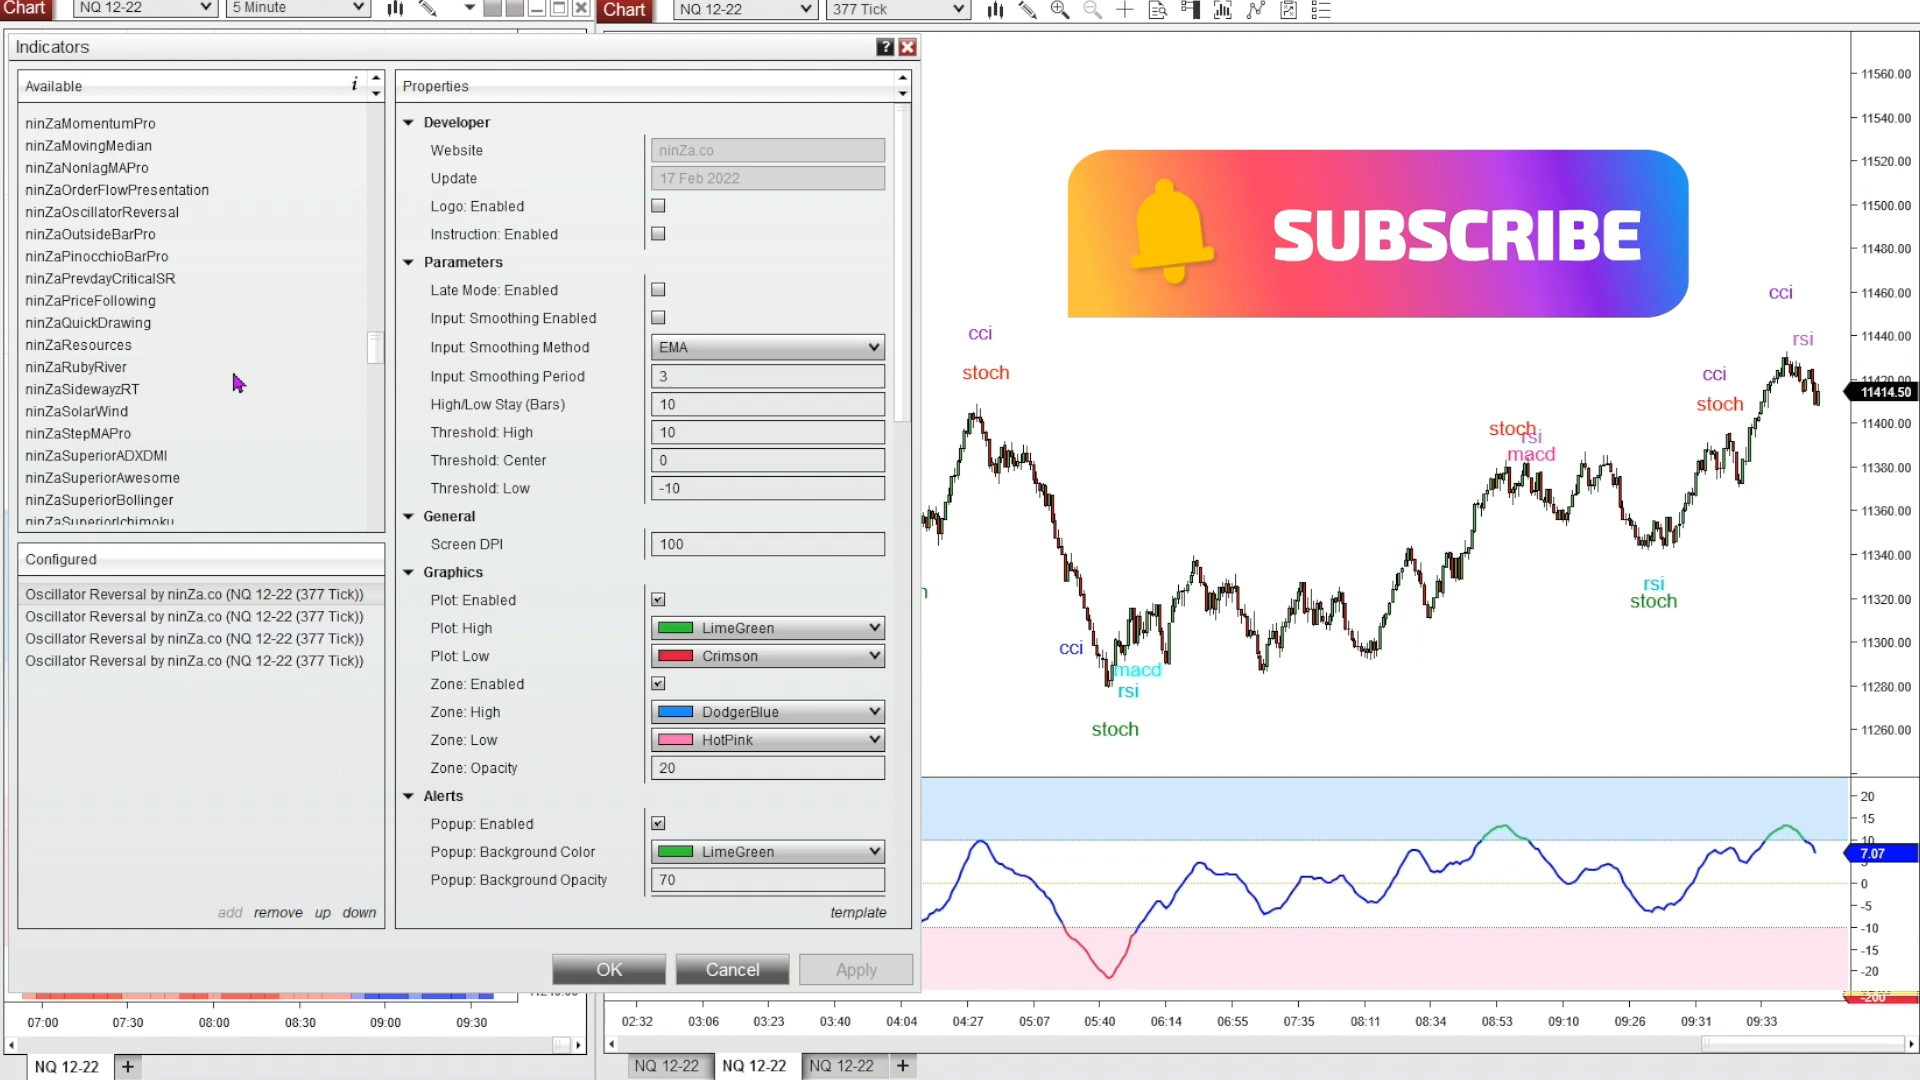 Chart
NQ 12-22
5 Minute
Chart
NQ 12-22
377 Tick
Indicators
?
Available
i
ninZaMomentumPro
ninZaMovingMedian
ninZaNonlagMAPro
ninZaOrderFlowPresentation
ninZaOscillatorReversal
ninZaOutsideBarPro
ninZaPinocchioBarPro
ninZaPrevdayCriticalSR
ninZaPriceFollowing
ninZaQuickDrawing
ninZaResources
ninZaRubyRiver
ninZaSidewayzRT
ninZaSolarWind
ninZaStepMAPro
ninZaSuperiorADXDMI
ninZaSuperiorAwesome
ninZaSuperiorBollinger
ninZaSuperiorIchimoku
Configured
Oscillator Reversal by ninZa.co (NQ 12-22 (377 Tick))
Oscillator Reversal by ninZa.co (NQ 12-22 (377 Tick))
Oscillator Reversal by ninZa.co (NQ 12-22 (377 Tick))
Oscillator Reversal by ninZa.co (NQ 12-22 (377 Tick))
add remove up down
Properties
Developer
Website ninZa.co
Update 17 Feb 2022
Logo: Enabled
Instruction: Enabled
Parameters
Late Mode: Enabled
Input: Smoothing Enabled
Input: Smoothing Method EMA
Input: Smoothing Period 3
High/Low Stay (Bars) 10
Threshold: High 10
Threshold: Center 0
Threshold: Low -10
General
Screen DPI 100
Graphics
Plot: Enabled
Plot: High LimeGreen
Plot: Low Crimson
Zone: Enabled
Zone: High DodgerBlue
Zone: Low HotPink
Zone: Opacity 20
Alerts
Popup: Enabled
Popup: Background Color LimeGreen
Popup: Background Opacity 70
template
OK Cancel Apply
SUBSCRIBE
cci
stoch
cci
macd
rsi
stoch
stoch
rsi
macd
rsi
stoch
cci
stoch
cci
rsi
11560.00
11540.00
11520.00
11500.00
11480.00
11460.00
11440.00
11420.00
11414.50
11400.00
11380.00
11360.00
11340.00
11320.00
11300.00
11280.00
11260.00
20
15
10
7.07
0
-5
-10
-15
-20
-200
07:00 07:30 08:00 08:30 09:00 09:30
02:32 03:06 03:23 03:40 04:04 04:27 05:07 05:40 06:14 06:55 07:35 08:11 08:34 08:53 09:10 09:26 09:31 09:33
NQ 12-22 +
NQ 12-22 NQ 12-22 NQ 12-22 +